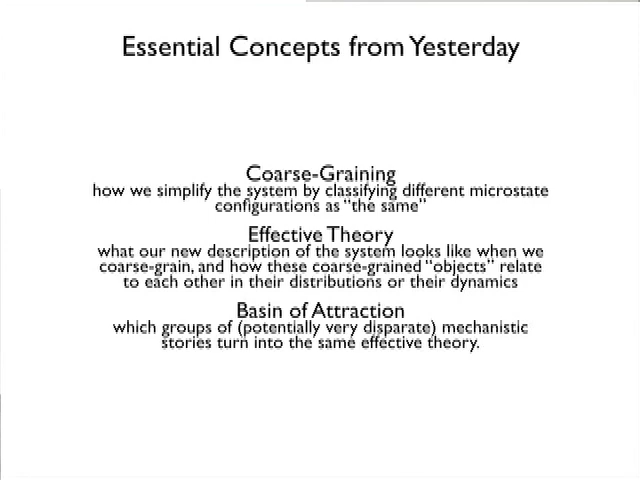 Essential Concepts from Yesterday
Coarse-Graining
how we simplify the system by classifying different microstate
configurations as “the same”
Effective Theory
what our new description of the system looks like when we
coarse-grain, and how these coarse-grained “objects” relate
to each other in their distributions or their dynamics
Basin of Attraction
which groups of (potentially very disparate) mechanistic
stories turn into the same effective theory.